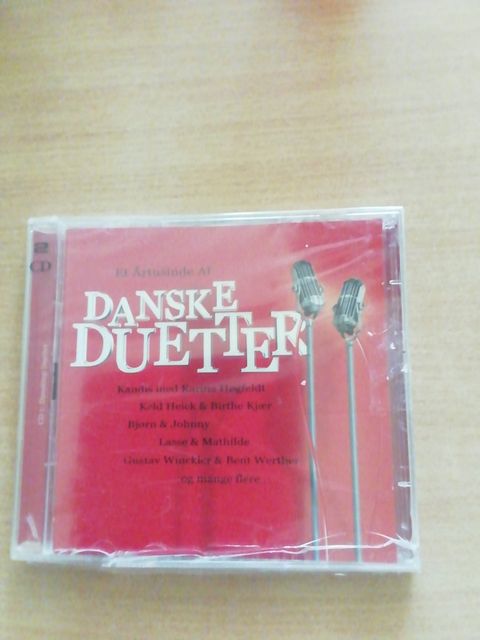 2
CD
Et Årtusinde Af
DANSKE
DUETTER
Kandis med Karina Høgfeldt
Keld Heick & Birthe Kjær
Bjørn & Johnny
Lasse & Mathilde
Gustav Winckler & Bent Werther
og mange flere